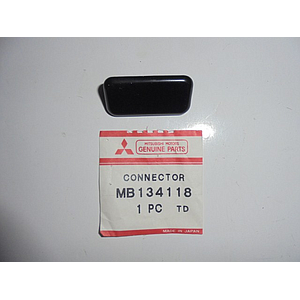 MITSUBISHI MOTORS
GENUINE PARTS
CONNECTOR
MB134118
1 PC TD
MADE IN JAPAN